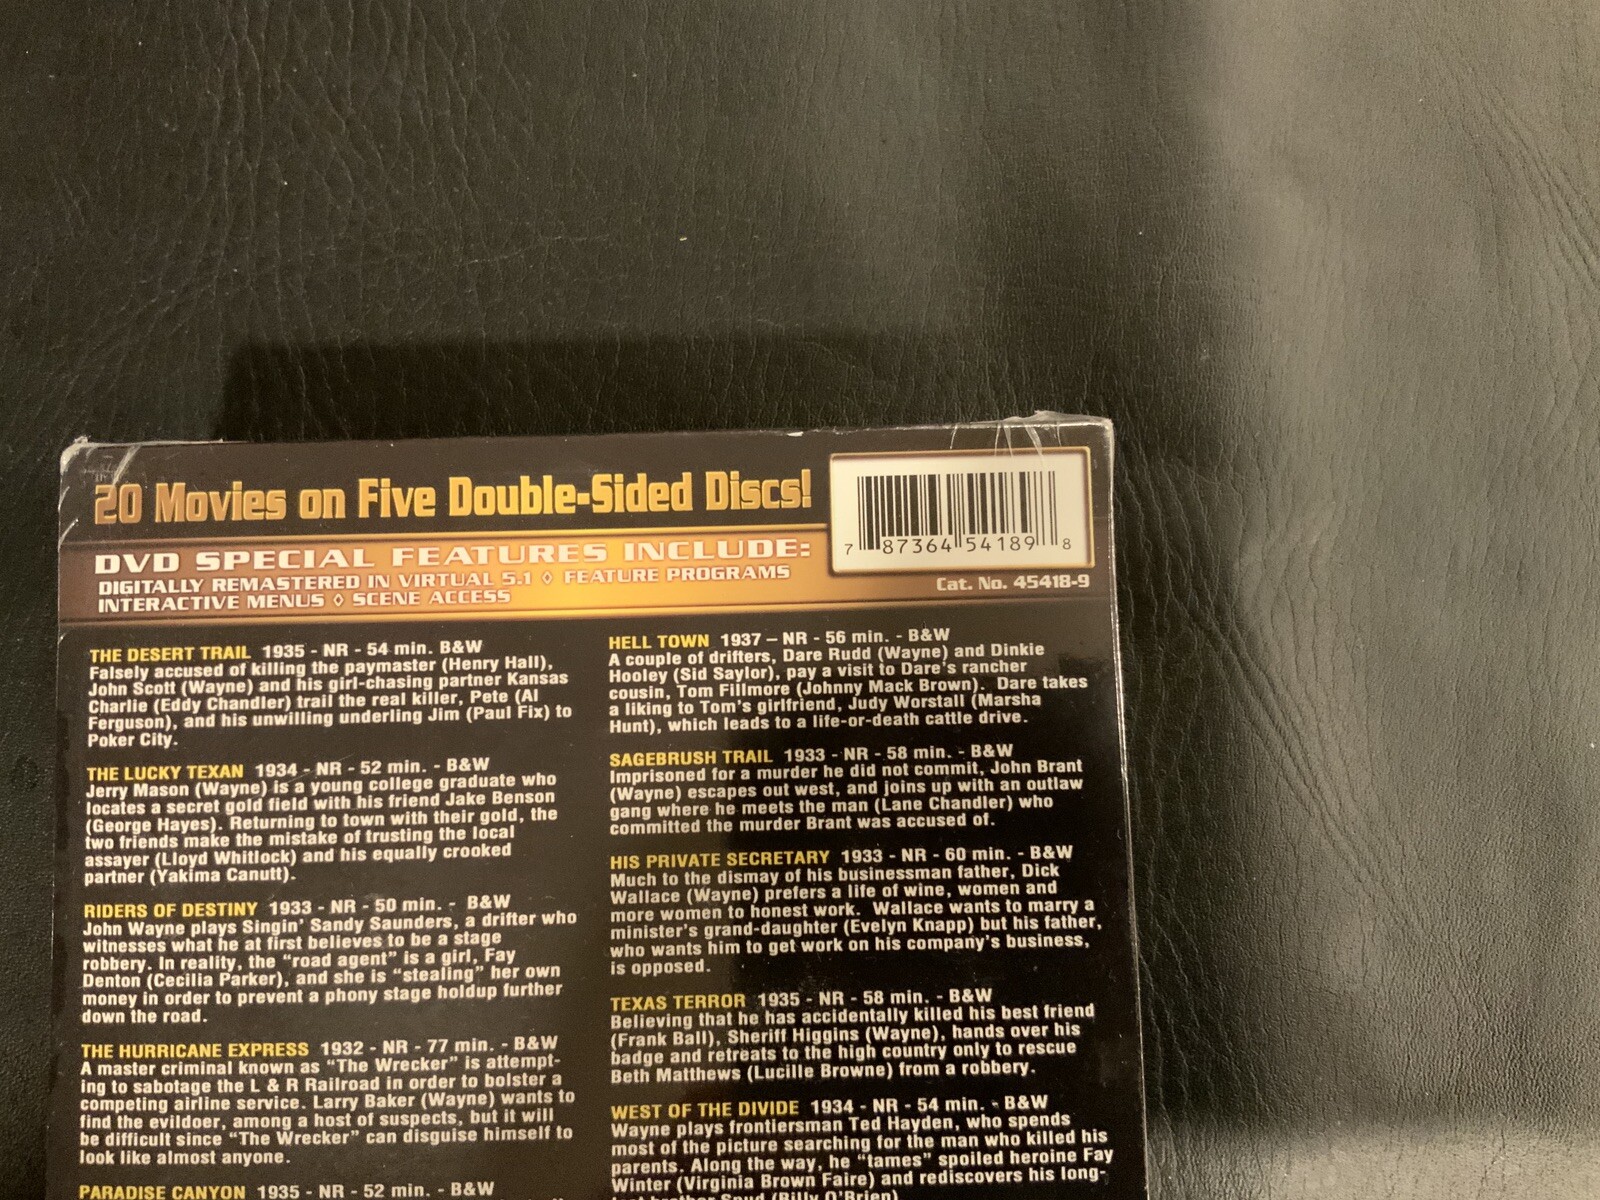 20 Movies on Five Double-Sided Discs!
DVD SPECIAL FEATURES INCLUDE:
DIGITALLY REMASTERED IN VIRTUAL 5.1 ◊ FEATURE PROGRAMS
INTERACTIVE MENUS ◊ SCENE ACCESS
7 87364 54189 8
Cat. No. 45418-9
THE DESERT TRAIL 1935 - NR - 54 min. B&W
Falsely accused of killing the paymaster (Henry Hall),
John Scott (Wayne) and his girl-chasing partner Kansas
Charlie (Eddy Chandler) trail the real killer, Pete (Al
Ferguson), and his unwilling underling Jim (Paul Fix) to
Poker City.
THE LUCKY TEXAN 1934 - NR - 52 min. - B&W
Jerry Mason (Wayne) is a young college graduate who
locates a secret gold field with his friend Jake Benson
(George Hayes). Returning to town with their gold, the
two friends make the mistake of trusting the local
assayer (Lloyd Whitlock) and his equally crooked
partner (Yakima Canutt).
RIDERS OF DESTINY 1933 - NR - 50 min. - B&W
John Wayne plays Singin' Sandy Saunders, a drifter who
witnesses what he at first believes to be a stage
robbery. In reality, the "road agent" is a girl, Fay
Denton (Cecilia Parker), and she is "stealing" her own
money in order to prevent a phony stage holdup further
down the road.
THE HURRICANE EXPRESS 1932 - NR - 77 min. - B&W
A master criminal known as "The Wrecker" is attempt-
ing to sabotage the L & R Railroad in order to bolster a
competing airline service. Larry Baker (Wayne) wants to
find the evildoer, among a host of suspects, but it will
be difficult since "The Wrecker" can disguise himself to
look like almost anyone.
PARADISE CANYON 1935 - NR - 52 min. - B&W
HELL TOWN 1937 – NR - 56 min. - B&W
A couple of drifters, Dare Rudd (Wayne) and Dinkie
Hooley (Sid Saylor), pay a visit to Dare's rancher
cousin, Tom Fillmore (Johnny Mack Brown). Dare takes
a liking to Tom's girlfriend, Judy Worstall (Marsha
Hunt), which leads to a life-or-death cattle drive.
SAGEBRUSH TRAIL 1933 - NR - 58 min. - B&W
Imprisoned for a murder he did not commit, John Brant
(Wayne) escapes out west, and joins up with an outlaw
gang where he meets the man (Lane Chandler) who
committed the murder Brant was accused of.
HIS PRIVATE SECRETARY 1933 - NR - 60 min. - B&W
Much to the dismay of his businessman father, Dick
Wallace (Wayne) prefers a life of wine, women and
more women to honest work. Wallace wants to marry a
minister's grand-daughter (Evelyn Knapp) but his father,
who wants him to get work on his company's business,
is opposed.
TEXAS TERROR 1935 - NR - 58 min. - B&W
Believing that he has accidentally killed his best friend
(Frank Ball), Sheriff Higgins (Wayne), hands over his
badge and retreats to the high country only to rescue
Beth Matthews (Lucille Browne) from a robbery.
WEST OF THE DIVIDE 1934 - NR - 54 min. - B&W
Wayne plays frontiersman Ted Hayden, who spends
most of the picture searching for the man who killed his
parents. Along the way, he "tames" spoiled heroine Fay
Winter (Virginia Brown Faire) and rediscovers his long-
lost brother Spud (Billy O'Brien).